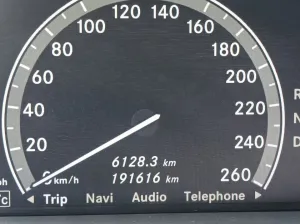 120 140
100 160
80 180
60 200
40 220
20 240
0 km/h 260
6128.3 km
191616 km
◄ Trip Navi Audio Telephone ►
R
N
D
°C